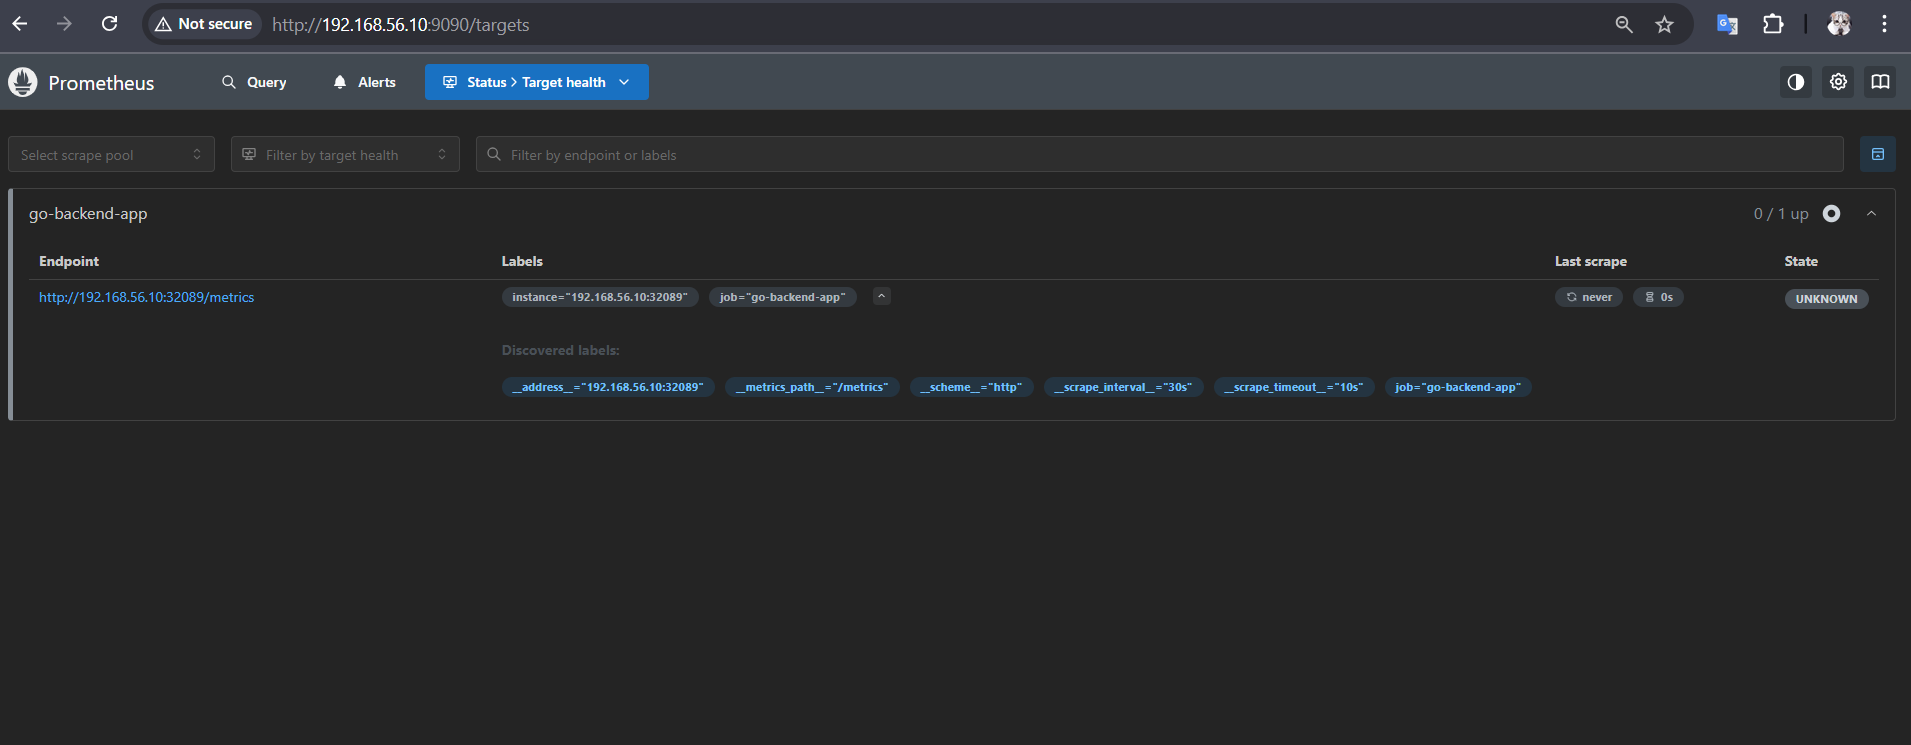 Not secure http://192.168.56.10:9090/targets
Prometheus Query Alerts Status > Target health
Select scrape pool Filter by target health Filter by endpoint or labels
go-backend-app 0 / 1 up
Endpoint Labels Last scrape State
http://192.168.56.10:32089/metrics instance="192.168.56.10:32089" job="go-backend-app" never 0s UNKNOWN
Discovered labels:
__address__="192.168.56.10:32089" __metrics_path__="/metrics" __scheme__="http" __scrape_interval__="30s" __scrape_timeout__="10s" job="go-backend-app"